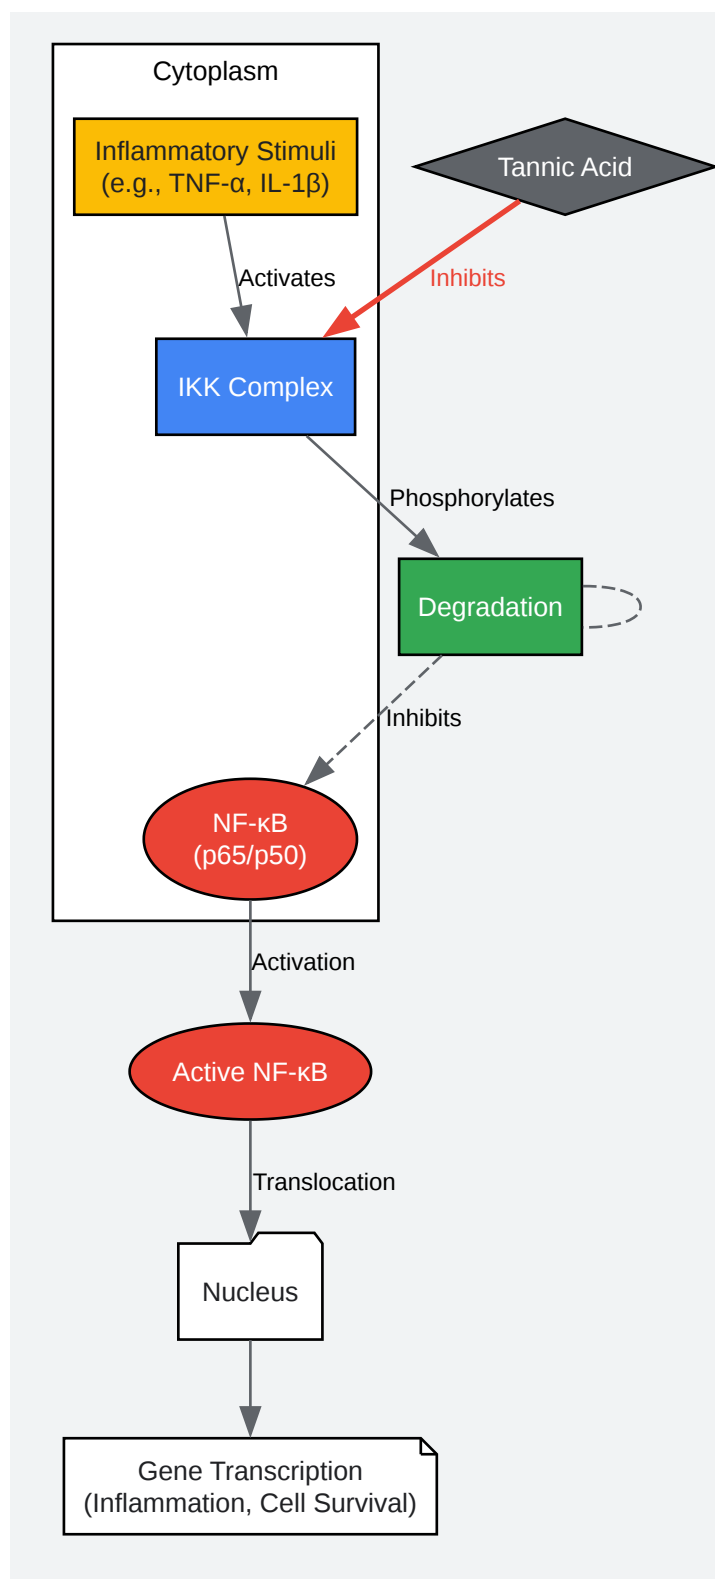 Cytoplasm
Inflammatory Stimuli
(e.g., TNF-α, IL-1β)
Tannic Acid
Activates
Inhibits
IKK Complex
Phosphorylates
Degradation
Inhibits
NF-κB
(p65/p50)
Activation
Active NF-κB
Translocation
Nucleus
Gene Transcription
(Inflammation, Cell Survival)